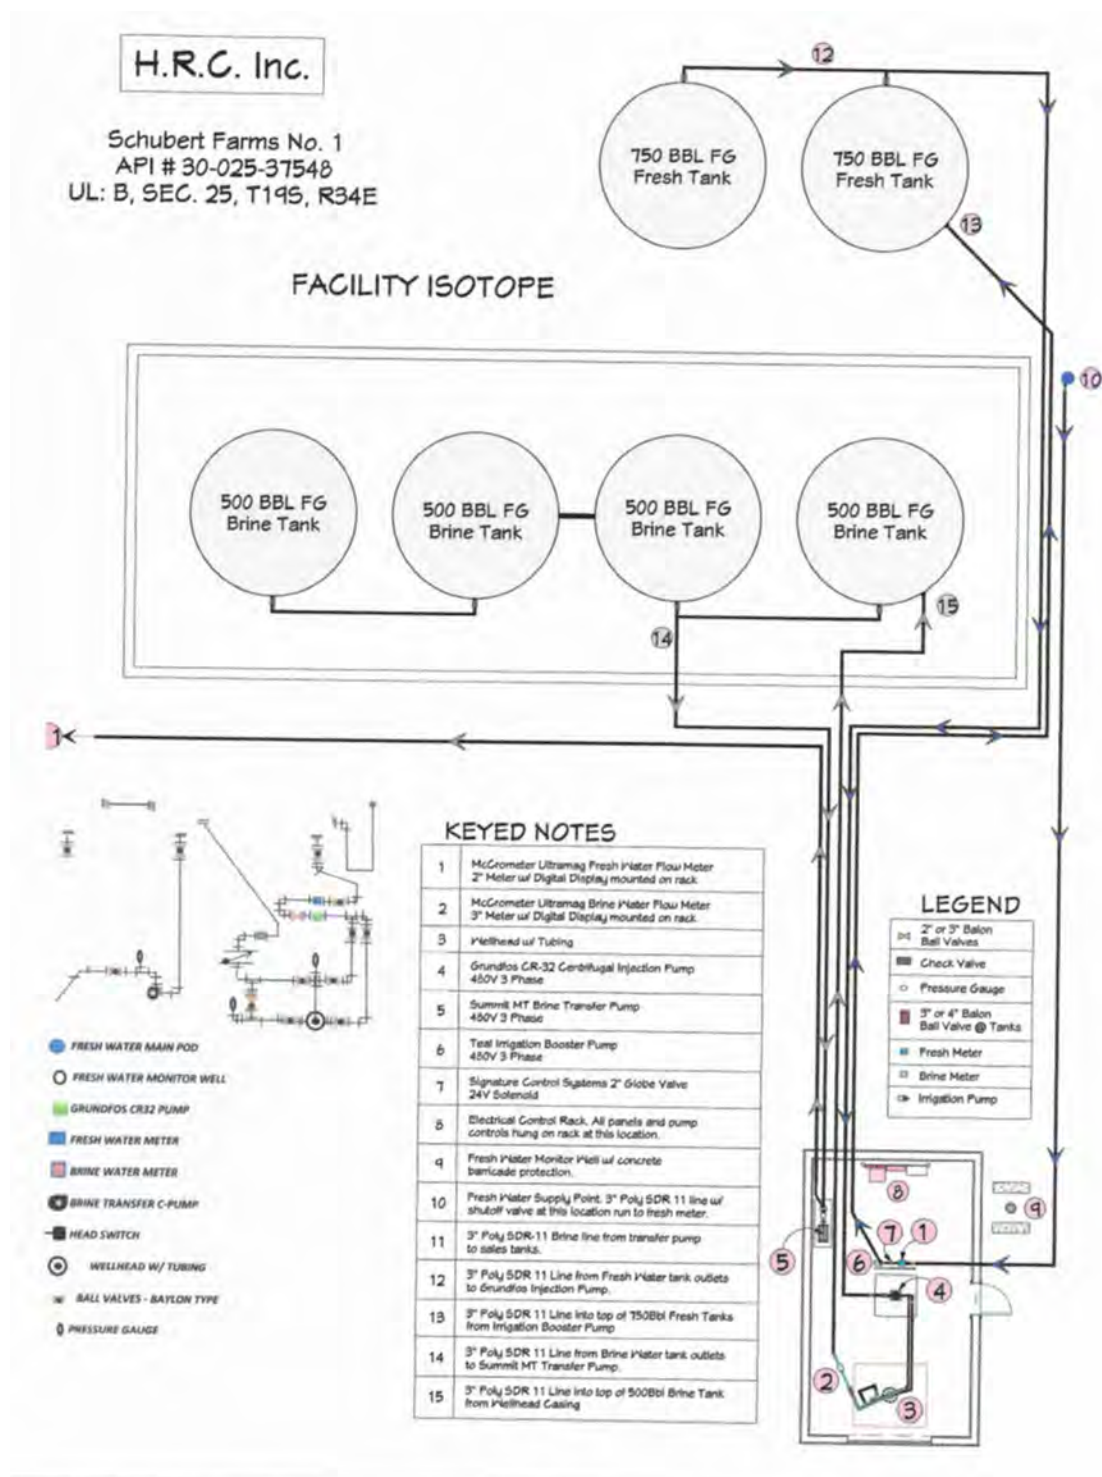 H.R.C. Inc.
Schubert Farms No. 1
API # 30-025-37548
UL: B, SEC. 25, T19S, R34E
FACILITY ISOTOPE
12
750 BBL FG
Fresh Tank
750 BBL FG
Fresh Tank
13
10
500 BBL FG
Brine Tank
500 BBL FG
Brine Tank
500 BBL FG
Brine Tank
500 BBL FG
Brine Tank
15
14
1
KEYED NOTES
1 McCrometer Ultramag Fresh Water Flow Meter
2" Meter w/ Digital Display mounted on rack
2 McCrometer Ultramag Brine Water Flow Meter
3" Meter w/ Digital Display mounted on rack
3 Wellhead w/ Tubing
4 Grundfos CR-32 Centrifugal Injection Pump
480V 3 Phase
5 Summit MT Brine Transfer Pump
480V 3 Phase
6 Teal Irrigation Booster Pump
480V 3 Phase
7 Signature Control Systems 2" Globe Valve
24V Solenoid
8 Electrical Control Rack. All panels and pump
controls hung on rack at this location.
9 Fresh Water Monitor Well w/ concrete
barricade protection.
10 Fresh Water Supply Point. 3" Poly SDR 11 line w/
shutoff valve at this location run to fresh meter.
11 3" Poly SDR-11 Brine line from transfer pump
to sales tanks.
12 3" Poly SDR 11 Line from Fresh Water tank outlets
to Grundfos Injection Pump.
13 3" Poly SDR 11 Line into top of 750Bbl Fresh Tanks
from Irrigation Booster Pump
14 3" Poly SDR 11 Line from Brine Water tank outlets
to Summit MT Transfer Pump.
15 3" Poly SDR 11 Line into top of 500Bbl Brine Tank
from Wellhead Casing
FRESH WATER MAIN POD
FRESH WATER MONITOR WELL
GRUNDFOS CR32 PUMP
FRESH WATER METER
BRINE WATER METER
BRINE TRANSFER C-PUMP
HEAD SWITCH
WELLHEAD W/ TUBING
BALL VALVES - BAYLON TYPE
PRESSURE GAUGE
LEGEND
2" or 3" Balon
Ball Valves
Check Valve
Pressure Gauge
3" or 4" Balon
Ball Valve @ Tanks
Fresh Meter
Brine Meter
Irrigation Pump
8
9
7
1
5
6
4
2
3